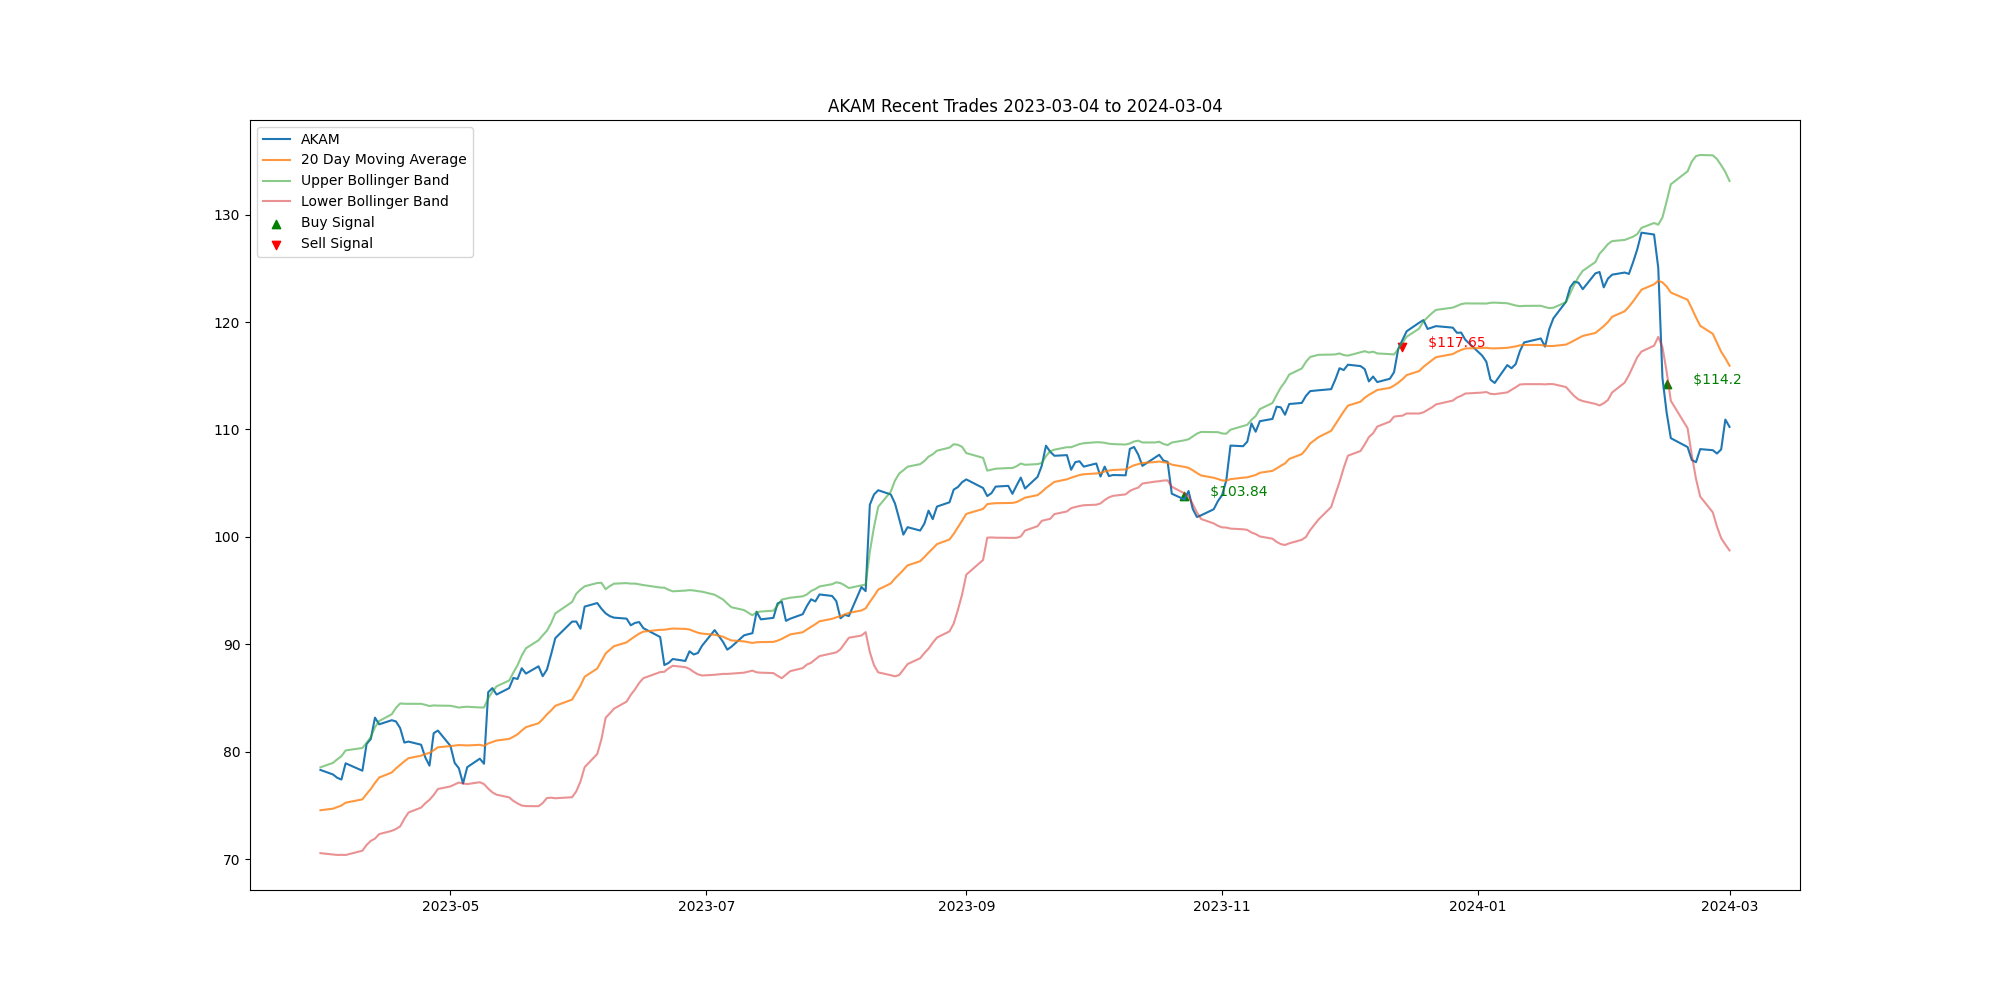 AKAM Recent Trades 2023-03-04 to 2024-03-04
AKAM
20 Day Moving Average
Upper Bollinger Band
Lower Bollinger Band
Buy Signal
Sell Signal
130
120
110
100
90
80
70
$117.65
$114.2
$103.84
2023-05
2023-07
2023-09
2023-11
2024-01
2024-03